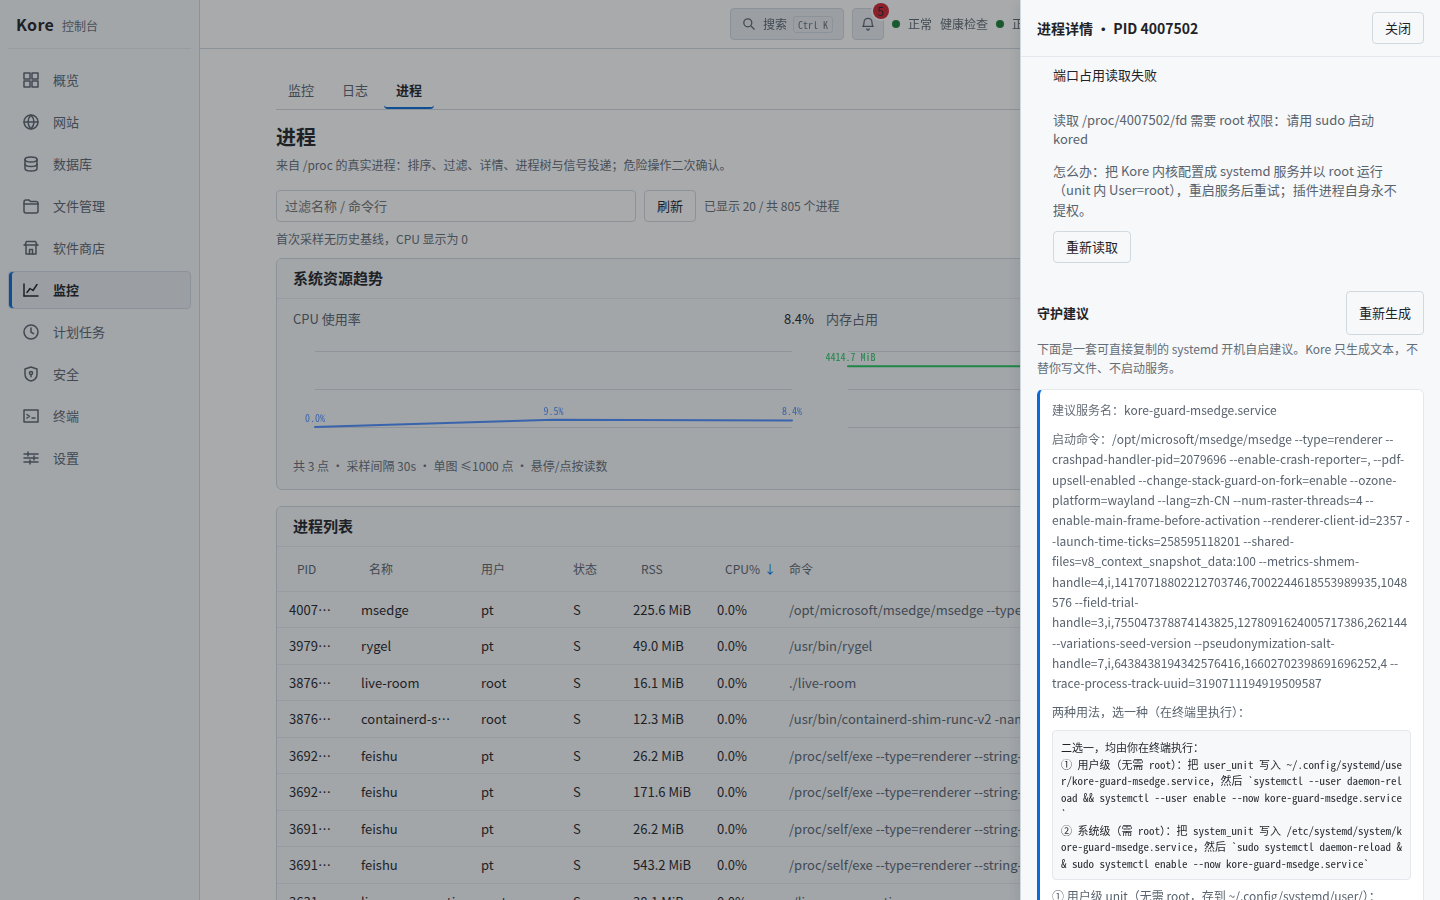 Kore 控制台
概览
网站
数据库
文件管理
软件商店
监控
计划任务
安全
终端
设置
搜索 Ctrl K
5
正常 健康检查
监控 日志 进程
进程
来自 /proc 的真实进程：排序、过滤、详情、进程树与信号投递；危险操作二次确认。
过滤名称 / 命令行 刷新 已显示 20 / 共 805 个进程
首次采样无历史基线，CPU 显示为 0
系统资源趋势
CPU 使用率 8.4% 内存占用
4414.7 MiB
0.0% 9.5% 8.4%
共 3 点 · 采样间隔 30s · 单图 ≤1000 点 · 悬停/点按读数
进程列表
PID 名称 用户 状态 RSS CPU% ↓ 命令
4007··· msedge pt S 225.6 MiB 0.0% /opt/microsoft/msedge/msedge --type
3979··· rygel pt S 49.0 MiB 0.0% /usr/bin/rygel
3876··· live-room root S 16.1 MiB 0.0% ./live-room
3876··· containerd-s··· root S 12.3 MiB 0.0% /usr/bin/containerd-shim-runc-v2 -nam
3692··· feishu pt S 26.2 MiB 0.0% /proc/self/exe --type=renderer --string-
3692··· feishu pt S 171.6 MiB 0.0% /proc/self/exe --type=renderer --string-
3691··· feishu pt S 26.2 MiB 0.0% /proc/self/exe --type=renderer --string-
3691··· feishu pt S 543.2 MiB 0.0% /proc/self/exe --type=renderer --string-
进程详情 · PID 4007502 关闭
端口占用读取失败
读取 /proc/4007502/fd 需要 root 权限：请用 sudo 启动
kored
怎么办：把 Kore 内核配置成 systemd 服务并以 root 运行
（unit 内 User=root），重启服务后重试；插件进程自身永不
提权。
重新读取
守护建议 重新生成
下面是一套可直接复制的 systemd 开机自启建议。Kore 只生成文本，不
替你写文件、不启动服务。
建议服务名：kore-guard-msedge.service
启动命令：/opt/microsoft/msedge/msedge --type=renderer --
crashpad-handler-pid=2079696 --enable-crash-reporter=, --pdf-
upsell-enabled --change-stack-guard-on-fork=enable --ozone-
platform=wayland --lang=zh-CN --num-raster-threads=4 --
enable-main-frame-before-activation --renderer-client-id=2357 -
-launch-time-ticks=258595118201 --shared-
files=v8_context_snapshot_data:100 --metrics-shmem-
handle=4,i,14170718802212703746,7002244618553989935,1048
576 --field-trial-
handle=3,i,755047378874143825,1278091624005717386,262144
--variations-seed-version --pseudonymization-salt-
handle=7,i,6438438194342576416,16602702398691696252,4 --
trace-process-track-uuid=3190711194919509587
两种用法，选一种（在终端里执行）：
二选一，均由你在终端执行：
① 用户级（无需 root）：把 user_unit 写入 ~/.config/systemd/use
r/kore-guard-msedge.service，然后 `systemctl --user daemon-rel
oad && systemctl --user enable --now kore-guard-msedge.service
`
② 系统级（需 root）：把 system_unit 写入 /etc/systemd/system/k
ore-guard-msedge.service，然后 `sudo systemctl daemon-reload &
& sudo systemctl enable --now kore-guard-msedge.service`
① 用户级 unit（无需 root，存到 ~/.config/systemd/user/）：